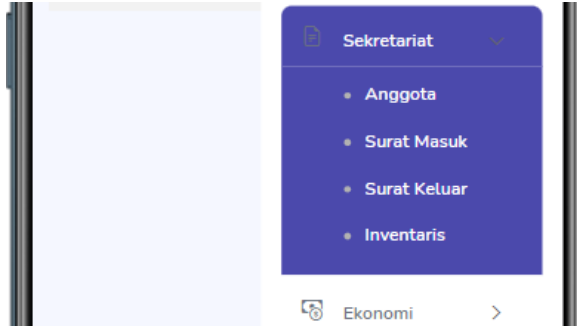 Sekretariat
Anggota
Surat Masuk
Surat Keluar
Inventaris
Ekonomi